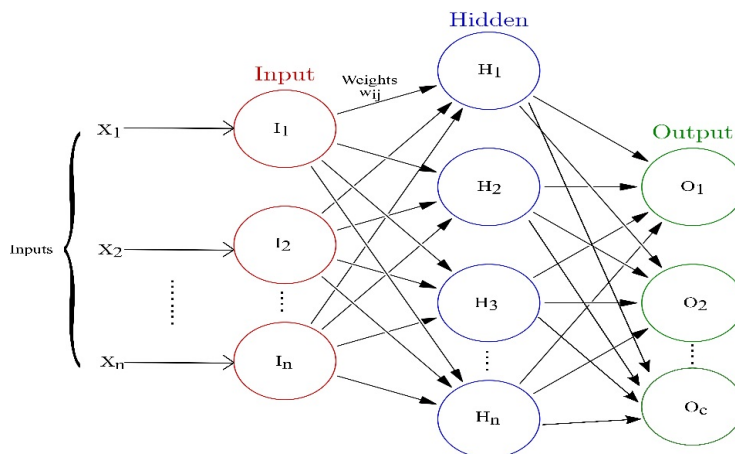 Hidden
Input
Output
Weights
wij
Inputs
X1
X2
Xn
I1
I2
In
H1
H2
H3
Hn
O1
O2
Oc